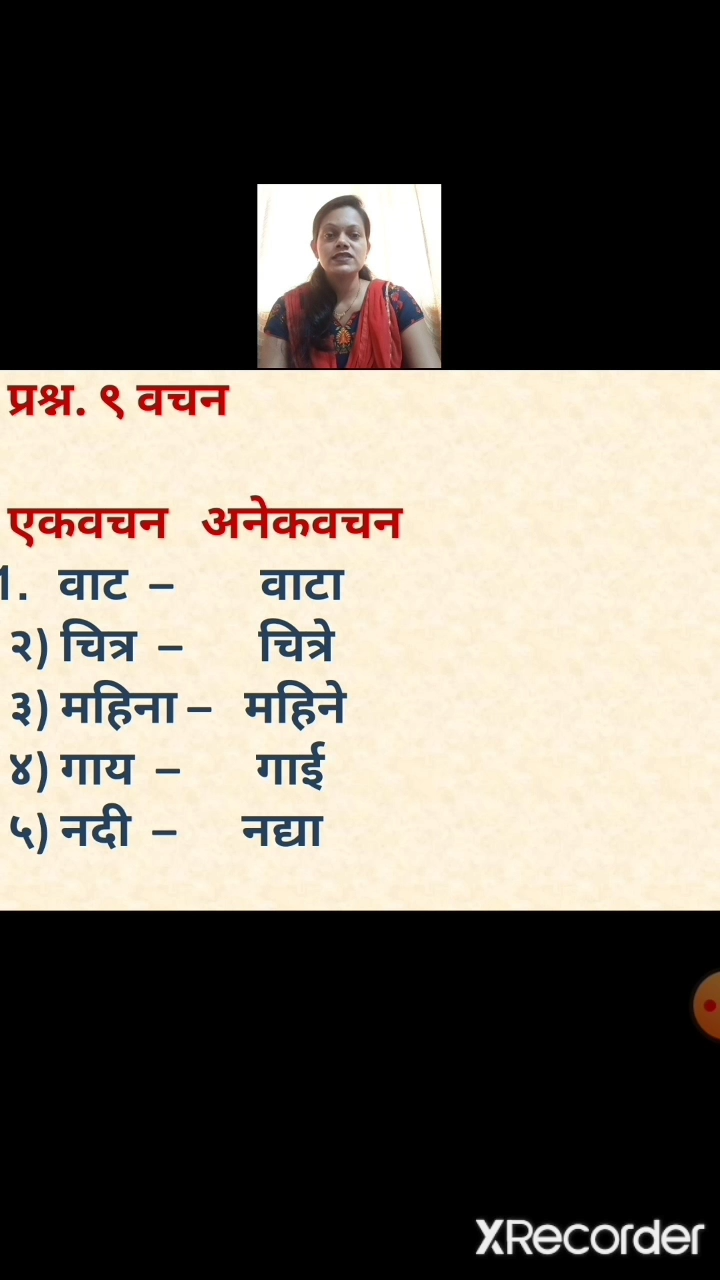 प्रश्न. ९ वचन
एकवचन अनेकवचन
1. वाट – वाटा
२) चित्र – चित्रे
३) महिना – महिने
४) गाय – गाई
५) नदी – नद्या
XRecorder